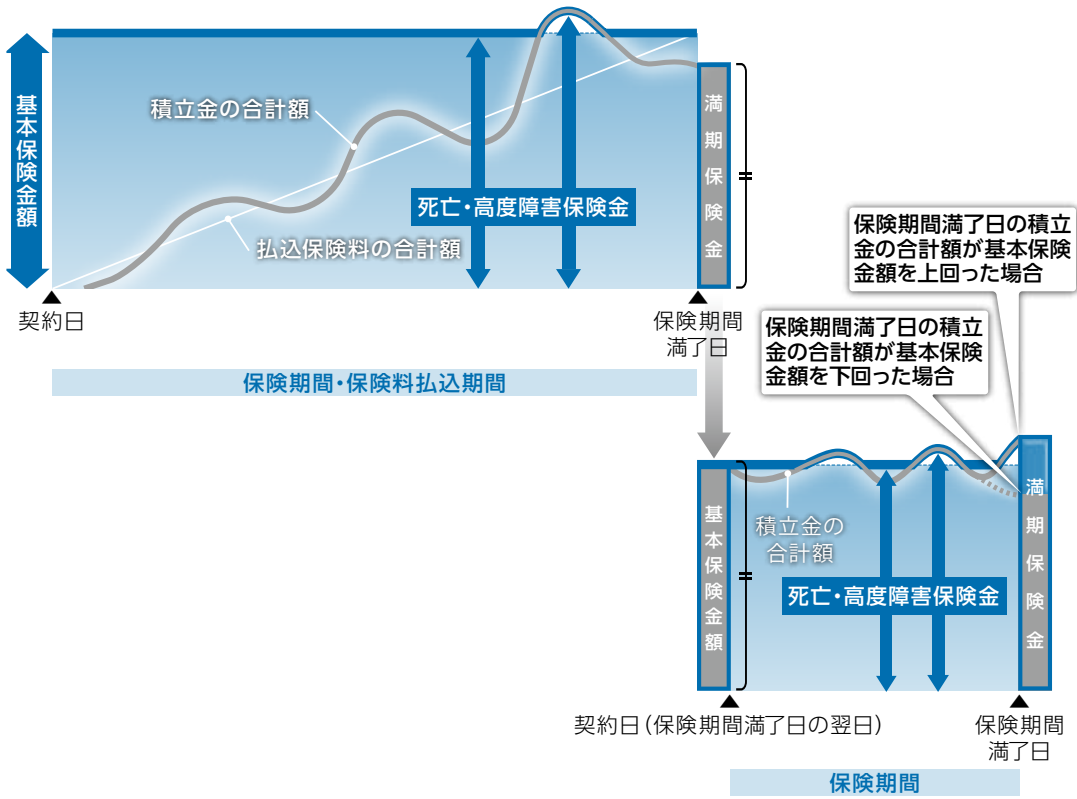 基本保険金額
積立金の合計額
払込保険料の合計額
死亡・高度障害保険金
満期保険金
契約日
保険期間
満了日
保険期間・保険料払込期間
保険期間満了日の積立
金の合計額が基本保険
金額を上回った場合
保険期間満了日の積立
金の合計額が基本保険
金額を下回った場合
基本保険金額
積立金の
合計額
死亡・高度障害保険金
満期保険金
契約日(保険期間満了日の翌日)
保険期間
満了日
保険期間